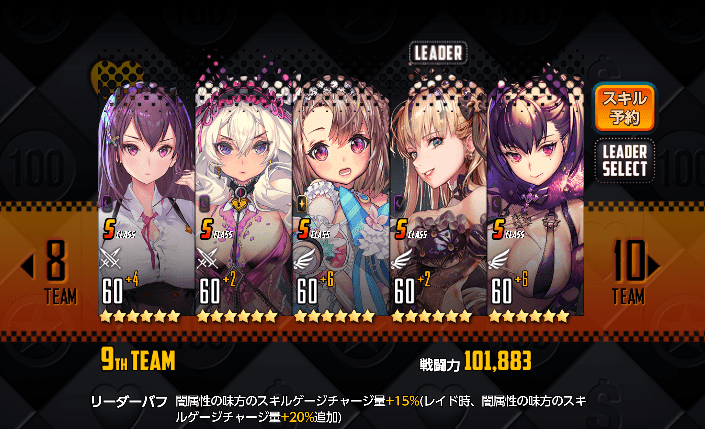 LEADER
スキル
予約
LEADER
SELECT
S CLASS
S CLASS
S CLASS
S CLASS
S CLASS
60+4
60+2
60+6
60+2
60+6
8
TEAM
10
TEAM
9TH TEAM
戦闘力 101,883
リーダーバフ 闇属性の味方のスキルゲージチャージ量+15%(レイド時、闇属性の味方のスキ
ルゲージチャージ量+20%追加)
100